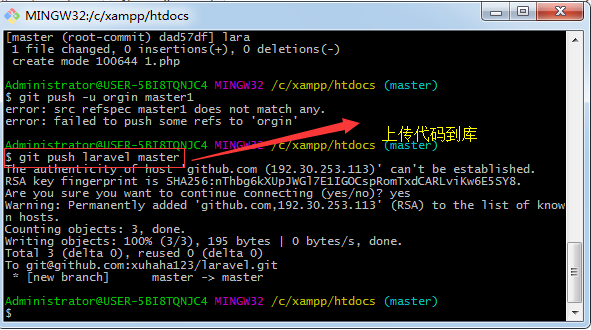 MINGW32:/c/xampp/htdocs
[master (root-commit) dad57df] lara
1 file changed, 0 insertions(+), 0 deletions(-)
create mode 100644 1.php
Administrator@USER-5BI8TQNJC4 MINGW32 /c/xampp/htdocs (master)
$ git push -u orgin master1
error: src refspec master1 does not match any.
error: failed to push some refs to 'orgin'
上传代码到库
Administrator@USER-5BI8TQNJC4 MINGW32 /c/xampp/htdocs (master)
$ git push laravel master
The authenticity of host 'github.com (192.30.253.113)' can't be established.
RSA key fingerprint is SHA256:nThbg6kXUpJWGl7E1IGOCspRomTxdCARLviKw6E5SY8.
Are you sure you want to continue connecting (yes/no)? yes
Warning: Permanently added 'github.com,192.30.253.113' (RSA) to the list of know
n hosts.
Counting objects: 3, done.
Writing objects: 100% (3/3), 195 bytes | 0 bytes/s, done.
Total 3 (delta 0), reused 0 (delta 0)
To git@github.com:xuhaha123/laravel.git
* [new branch]      master -> master
Administrator@USER-5BI8TQNJC4 MINGW32 /c/xampp/htdocs (master)
$